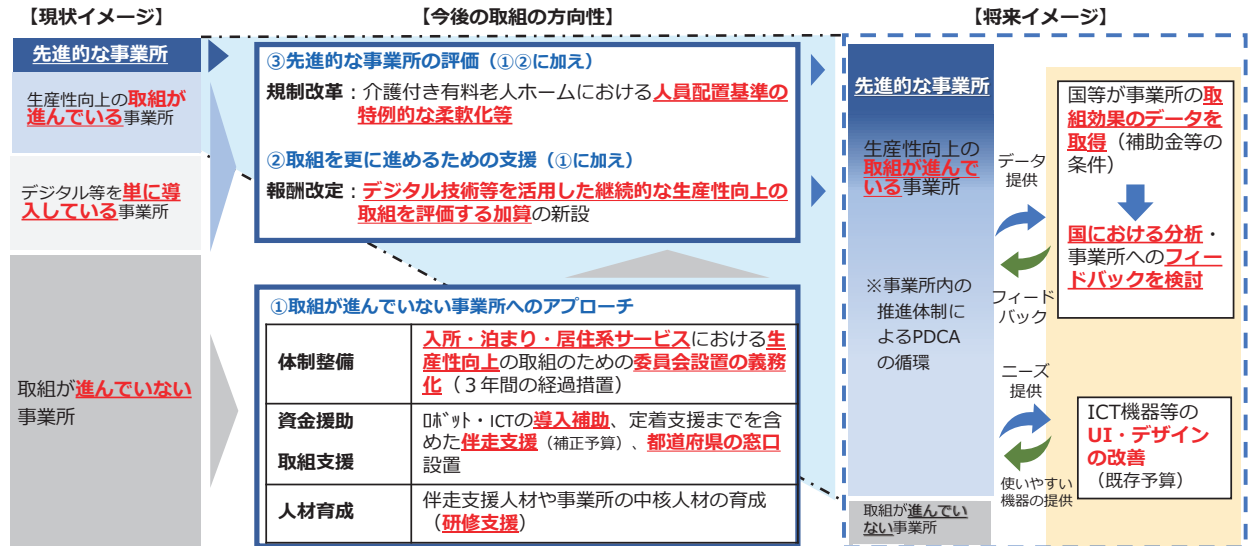 【現状イメージ】
【今後の取組の方向性】
【将来イメージ】
先進的な事業所
生産性向上の取組が
進んでいる事業所
デジタル等を単に導
入している事業所
取組が進んでいない
事業所
③先進的な事業所の評価（①②に加え）
規制改革：介護付き有料老人ホームにおける人員配置基準の
特例的な柔軟化等
②取組を更に進めるための支援（①に加え）
報酬改定：デジタル技術等を活用した継続的な生産性向上の
取組を評価する加算の新設
①取組が進んでいない事業所へのアプローチ
体制整備
入所・泊まり・居住系サービスにおける生
産性向上の取組のための委員会設置の義務
化（３年間の経過措置）
資金援助
取組支援
ﾛﾎﾞｯﾄ・ICTの導入補助、定着支援までを含
めた伴走支援（補正予算）、都道府県の窓口
設置
人材育成
伴走支援人材や事業所の中核人材の育成
（研修支援）
先進的な事業所
生産性向上の
取組が進んで
いる事業所
※事業所内の
推進体制に
よるPDCA
の循環
取組が進んでい
ない事業所
データ
提供
フィード
バック
ニーズ
提供
使いやすい
機器の提供
国等が事業所の取
組効果のデータを
取得（補助金等の
条件）
国における分析・
事業所へのフィー
ドバックを検討
ICT機器等の
UI・デザイン
の改善
（既存予算）